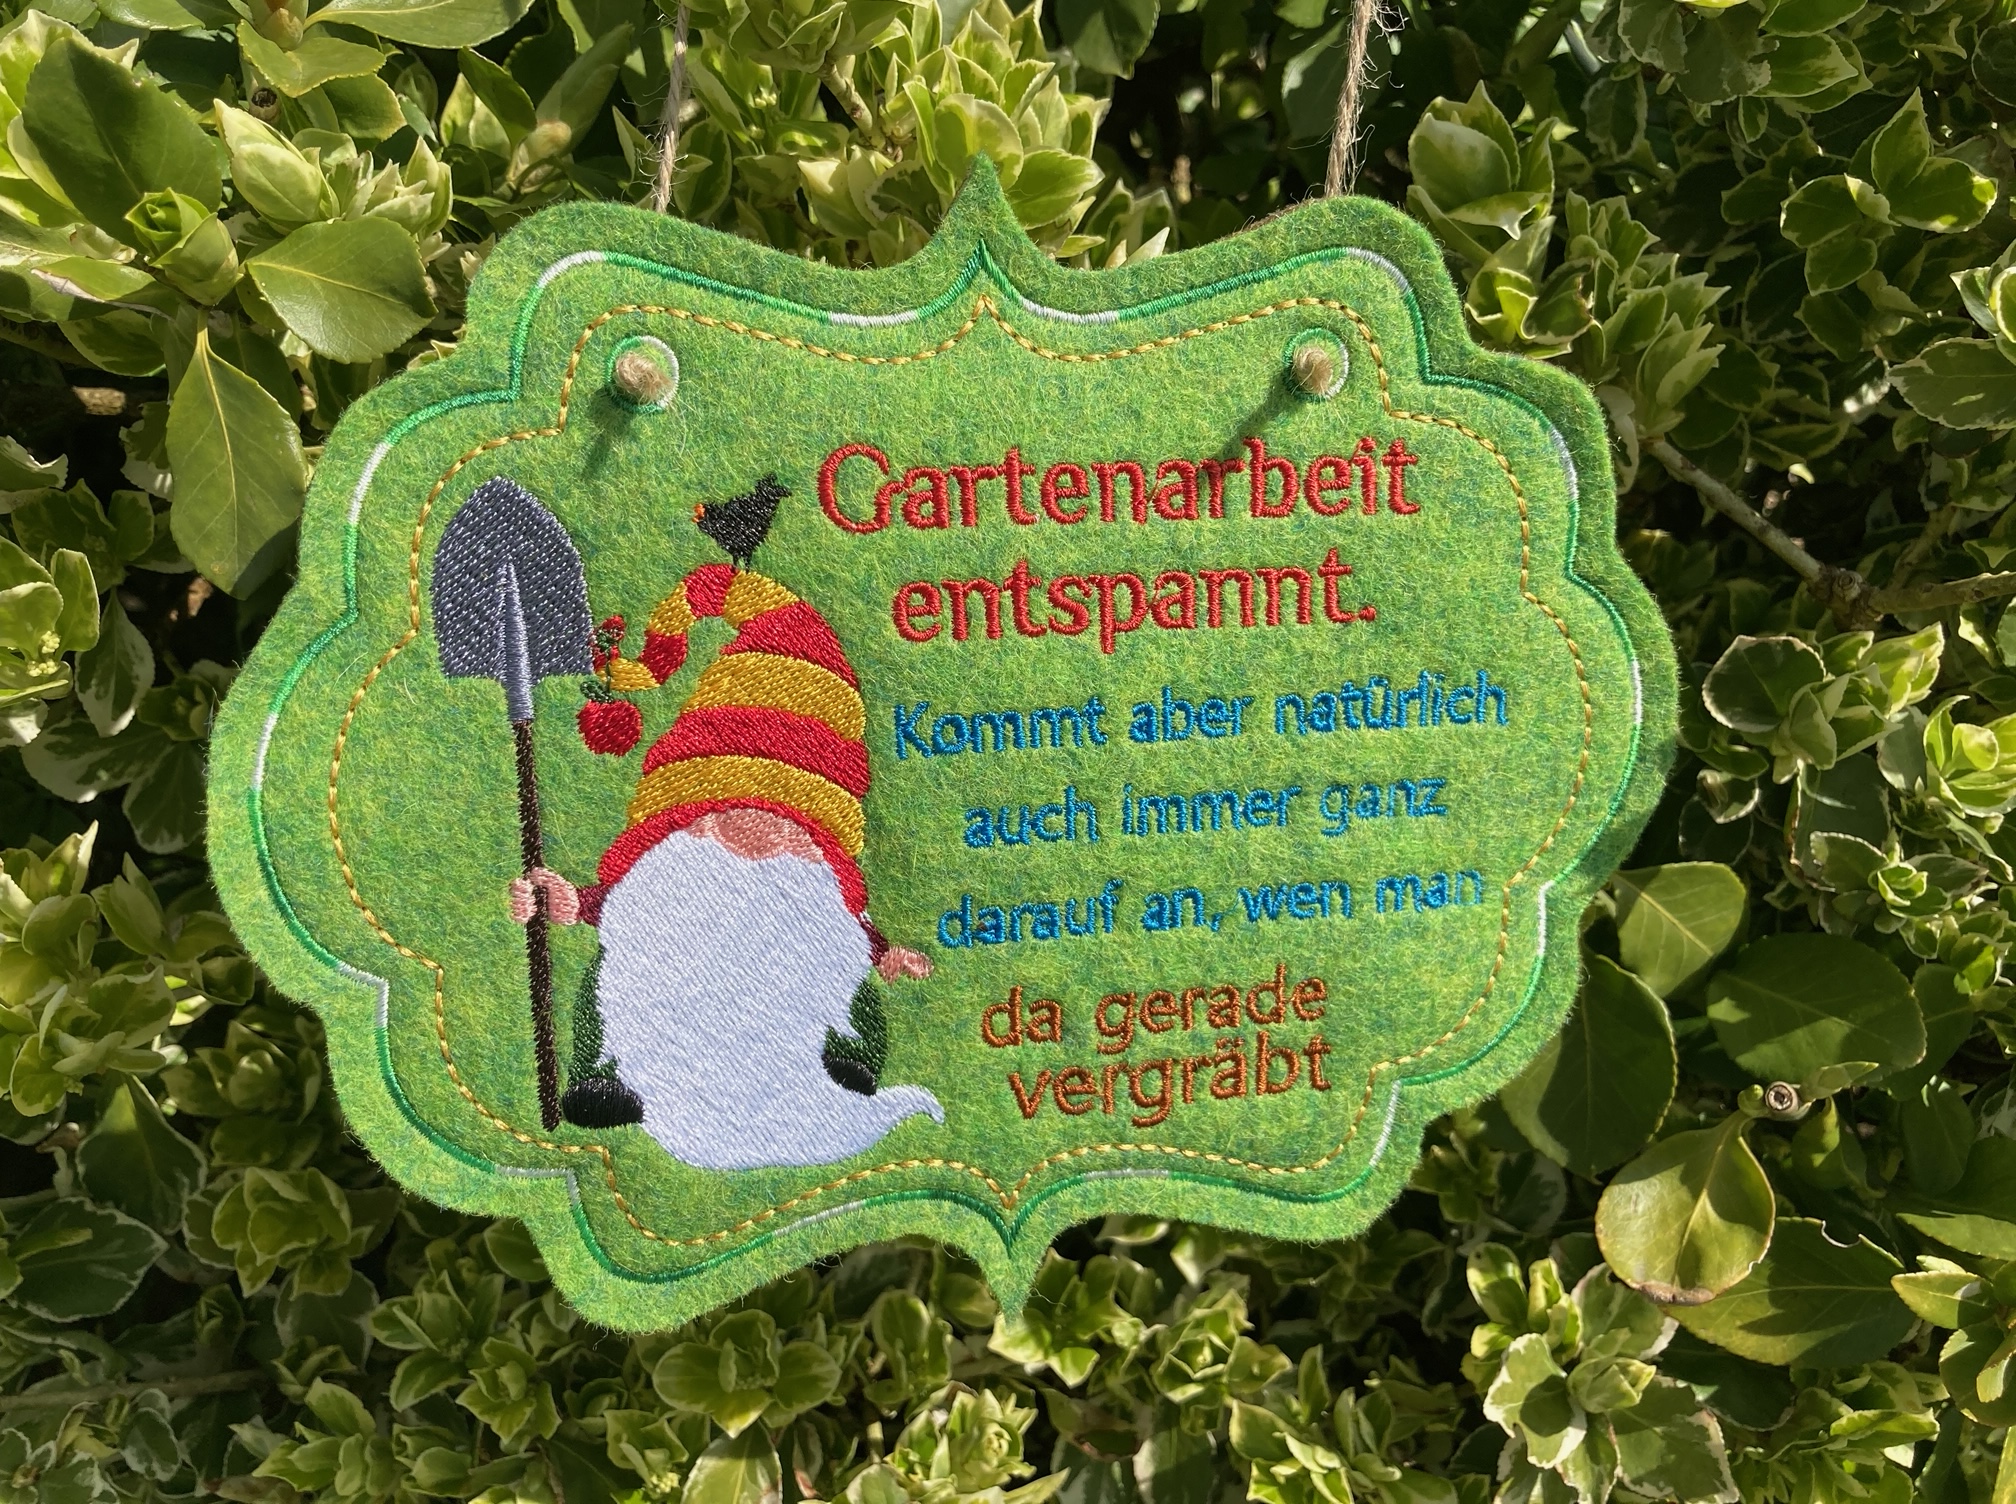 Gartenarbeit
entspannt.
Kommt aber natürlich
auch immer ganz
darauf an, wen man
da gerade
vergräbt